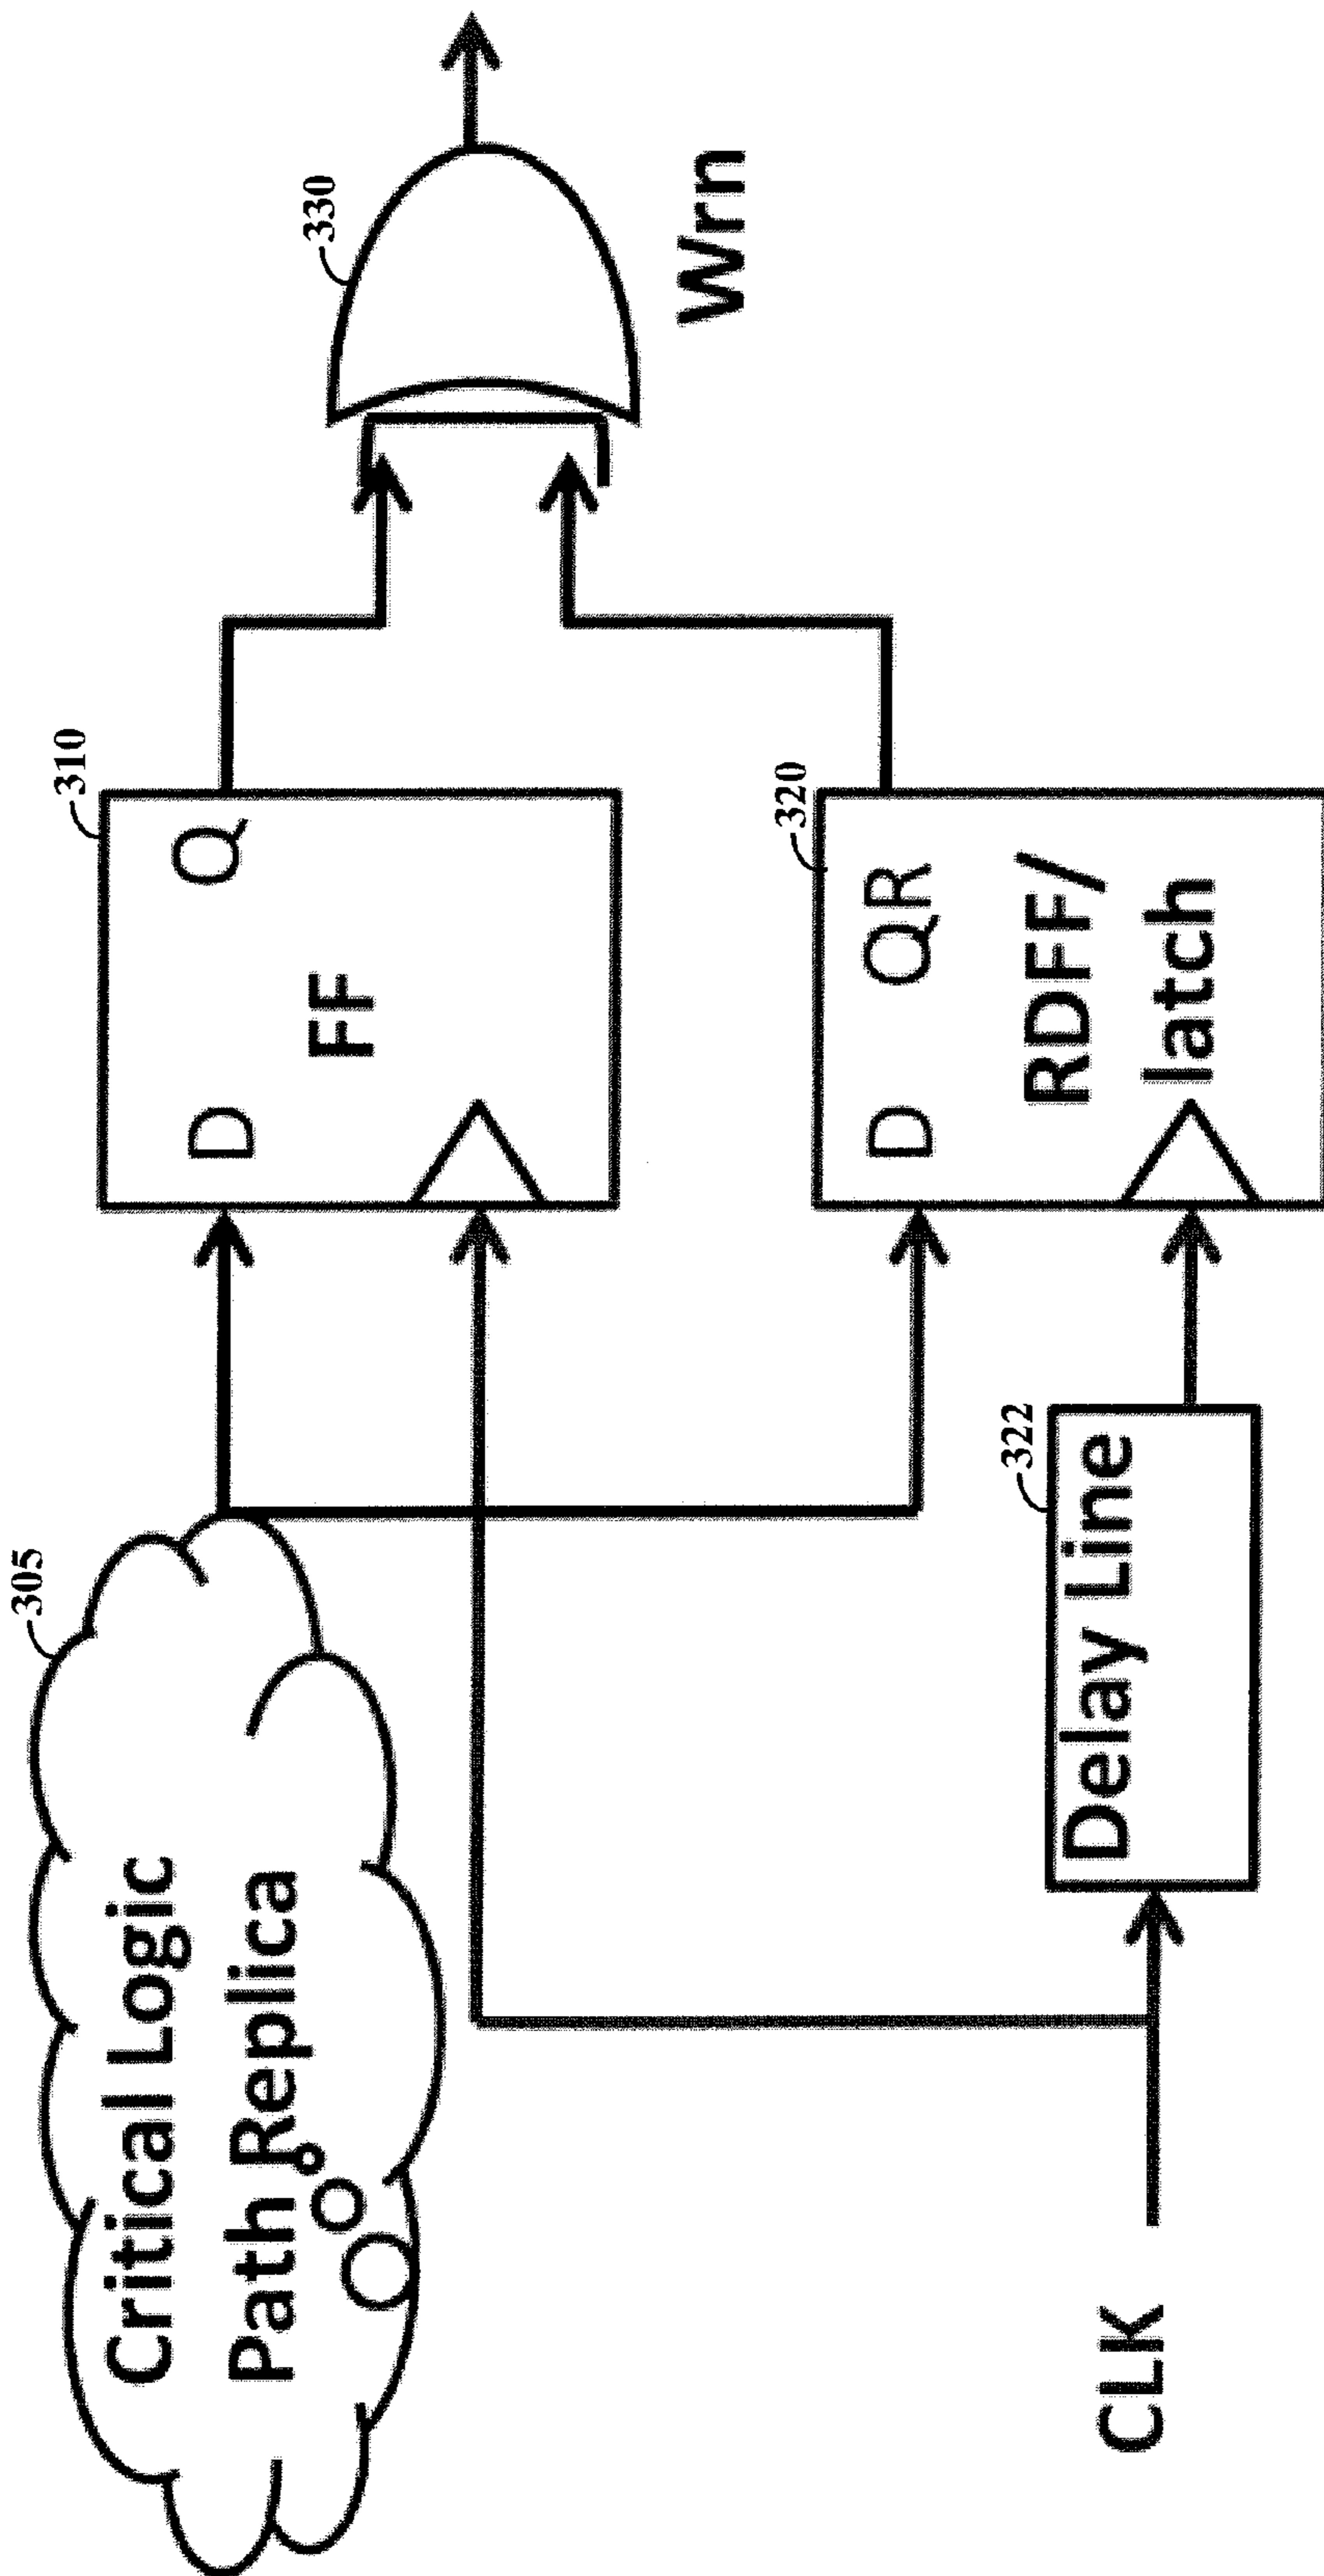 305
Critical Logic
Path Replica
310
D Q
FF
330
Wrn
320
D QR
RDFF/
latch
322
Delay Line
CLK